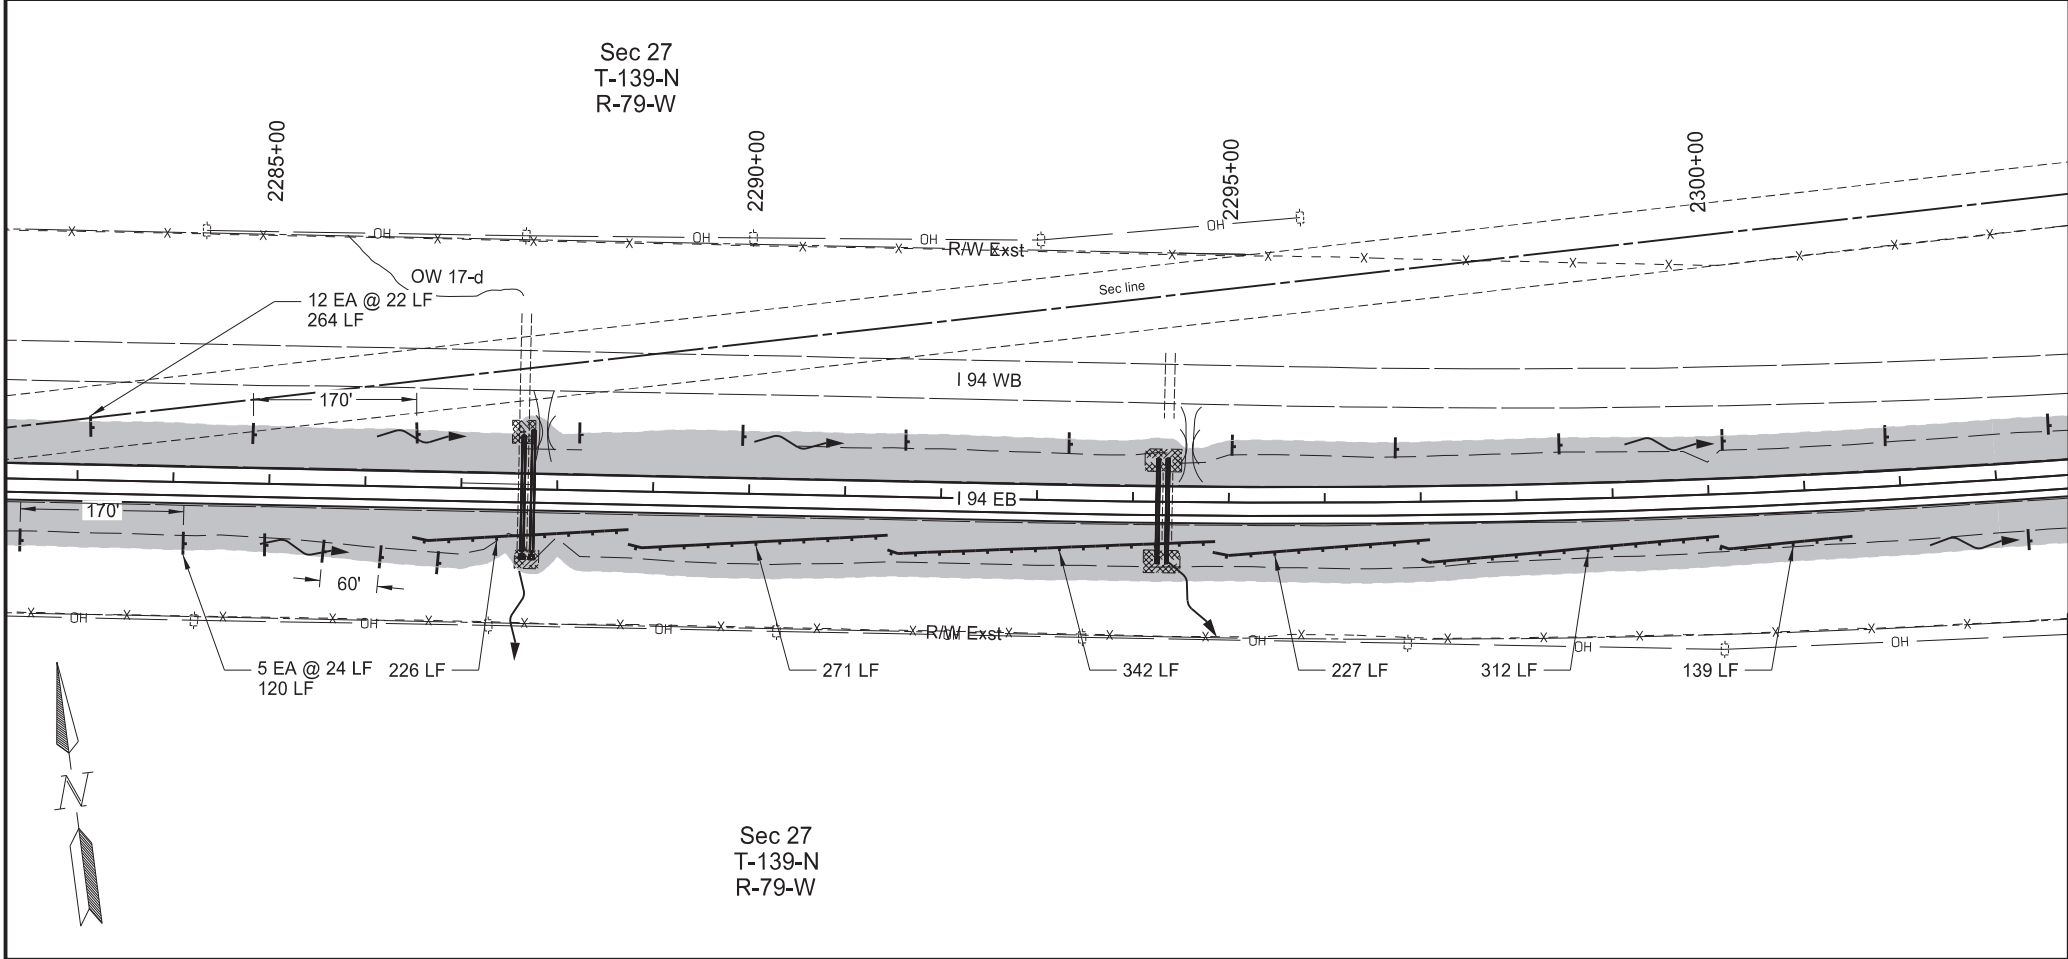 Sec 27
T-139-N
R-79-W
2285+00
2290+00
2295+00
2300+00
OH
OH
OH
OH
R/W Exst
OW 17-d
12 EA @ 22 LF
264 LF
Sec line
I 94 WB
170'
I 94 EB
170'
60'
OH
OH
OH
R/W Exst
OH
OH
OH
OH
5 EA @ 24 LF
120 LF
226 LF
271 LF
342 LF
227 LF
312 LF
139 LF
N
Sec 27
T-139-N
R-79-W